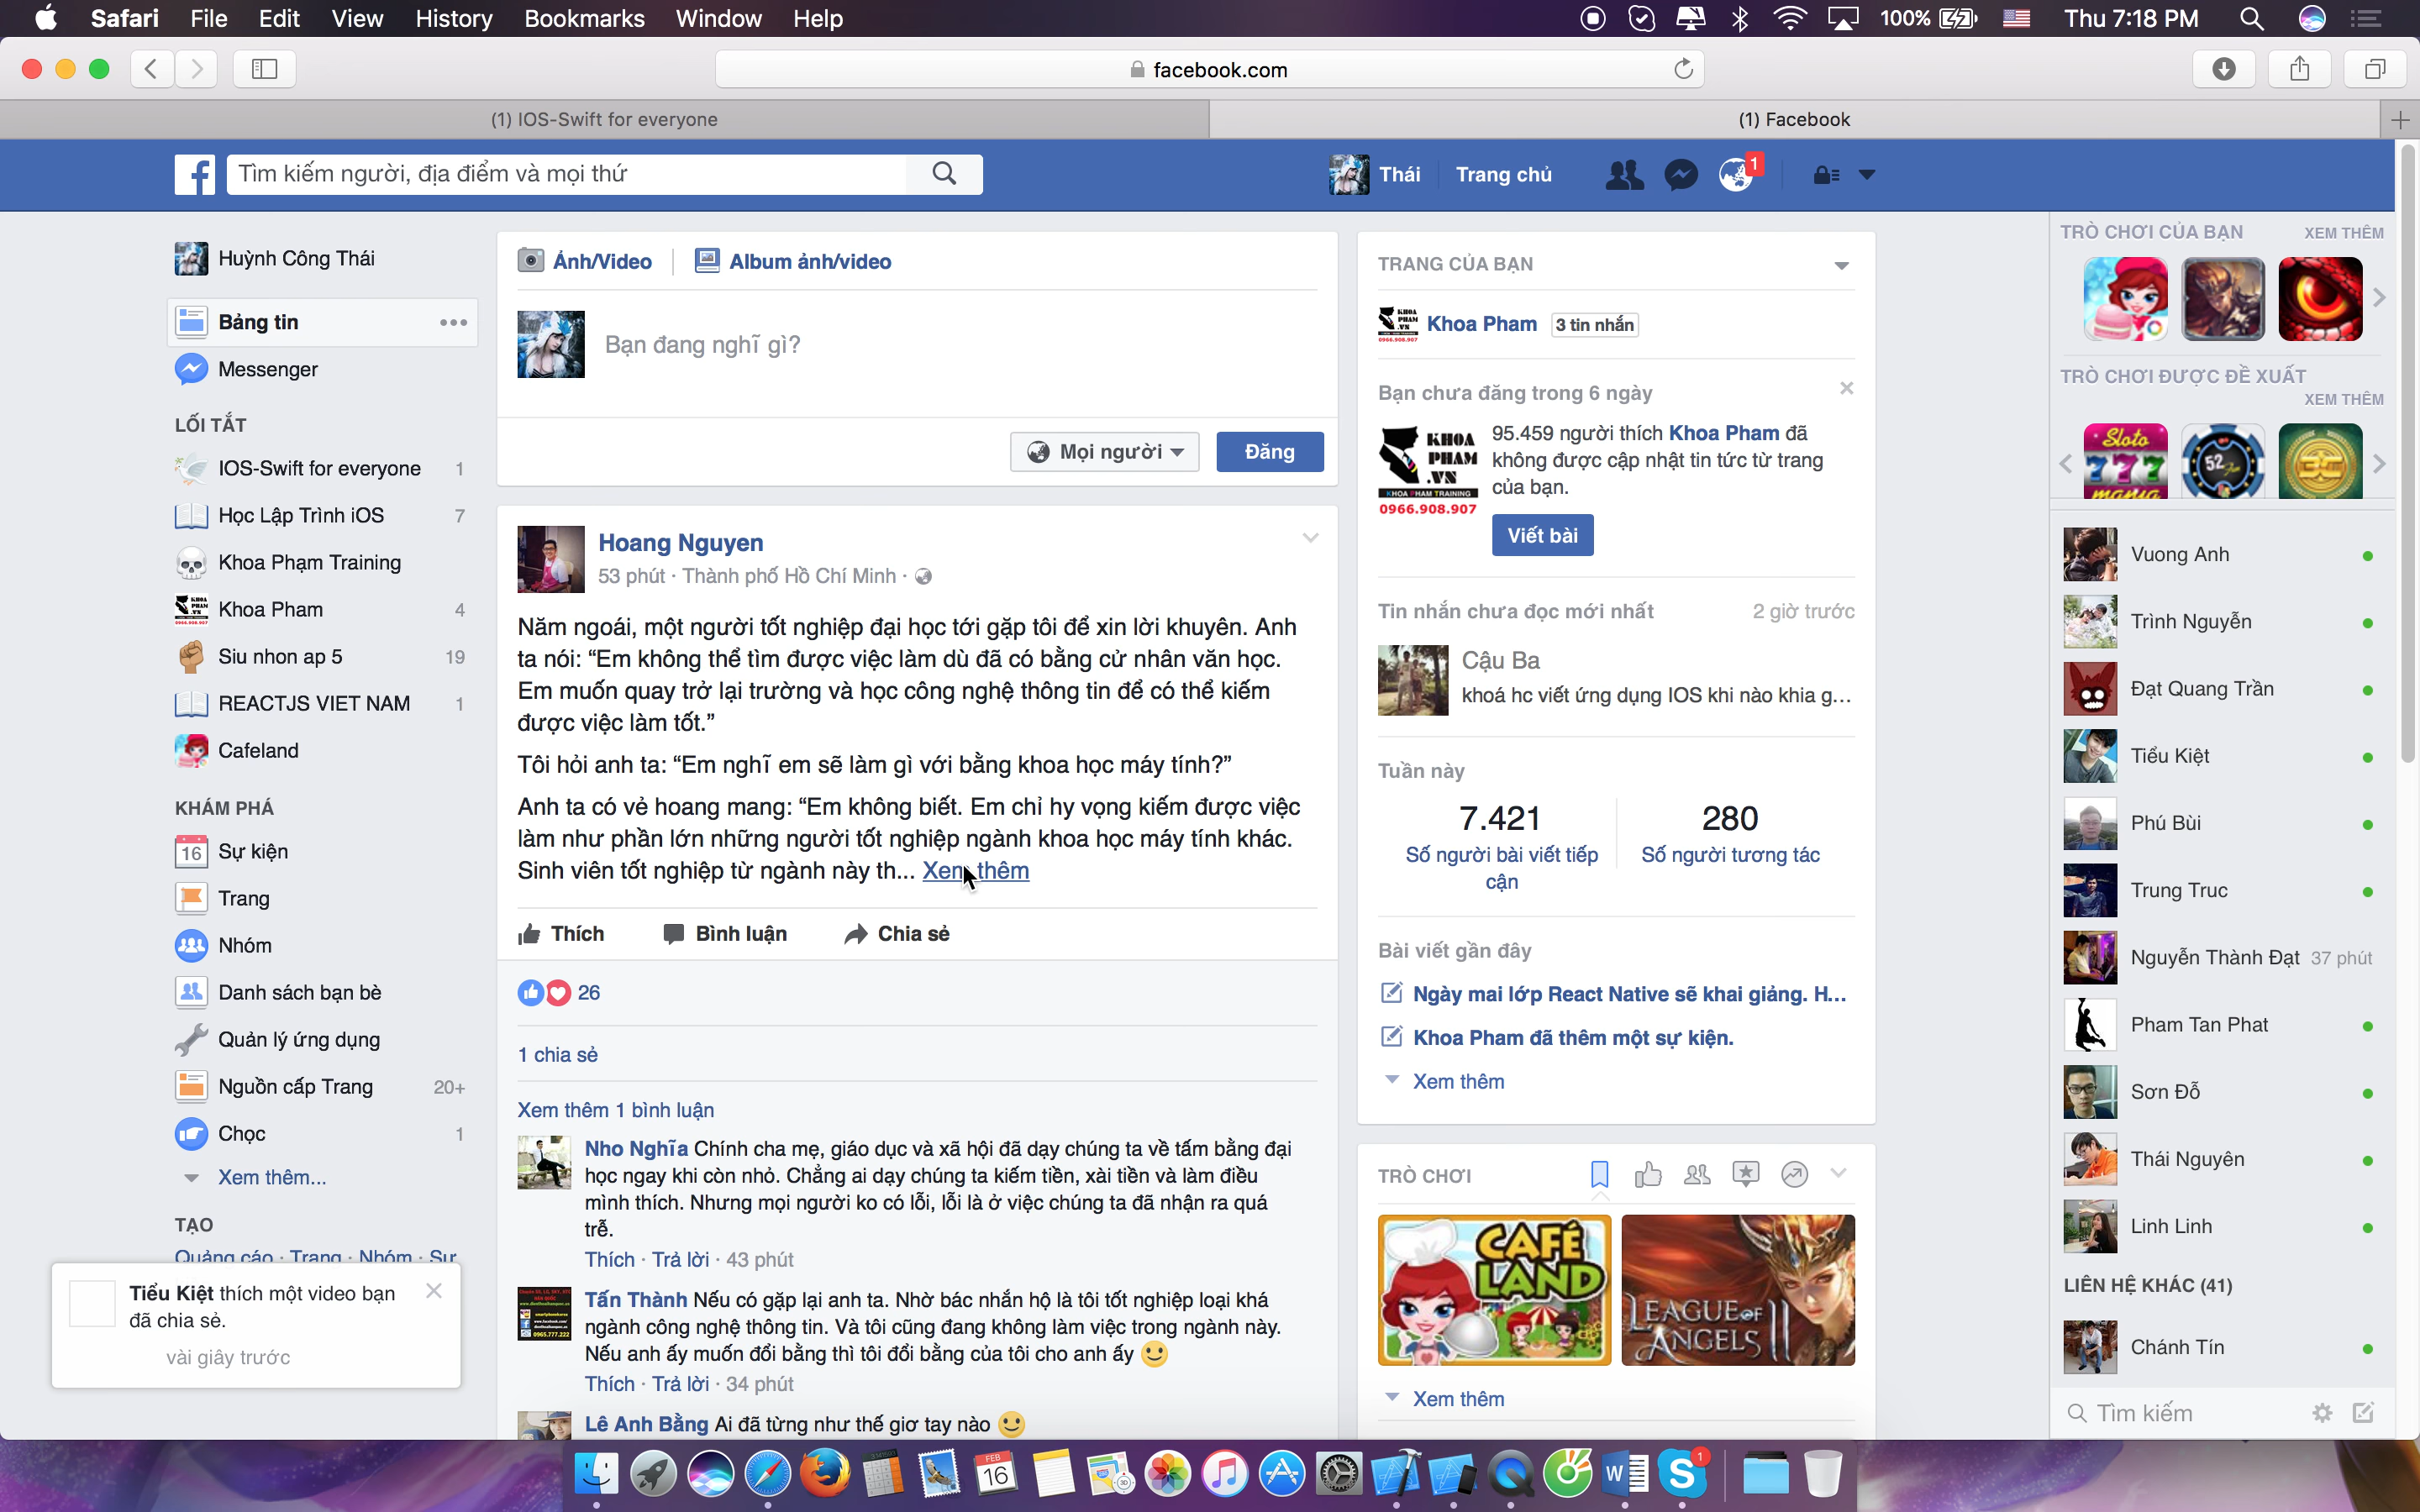 Safari File Edit View History Bookmarks Window Help
100% Thu 7:18 PM
facebook.com
(1) IOS-Swift for everyone
(1) Facebook
Tìm kiếm người, địa điểm và mọi thứ
Thái Trang chủ 1
Huỳnh Công Thái
Bảng tin
Messenger
LỐI TẮT
IOS-Swift for everyone 1
Học Lập Trình iOS 7
Khoa Phạm Training
Khoa Pham 4
Siu nhon ap 5 19
REACTJS VIET NAM 1
Cafeland
KHÁM PHÁ
16 Sự kiện
Trang
Nhóm
Danh sách bạn bè
Quản lý ứng dụng
Nguồn cấp Trang 20+
Chọc 1
Xem thêm...
TẠO
Quảng cáo · Trang · Nhóm · Sự
Tiểu Kiệt thích một video bạn
đã chia sẻ.
vài giây trước
Ảnh/Video Album ảnh/video
Bạn đang nghĩ gì?
Mọi người Đăng
Hoang Nguyen
53 phút · Thành phố Hồ Chí Minh ·
Năm ngoái, một người tốt nghiệp đại học tới gặp tôi để xin lời khuyên. Anh
ta nói: “Em không thể tìm được việc làm dù đã có bằng cử nhân văn học.
Em muốn quay trở lại trường và học công nghệ thông tin để có thể kiếm
được việc làm tốt.”
Tôi hỏi anh ta: “Em nghĩ em sẽ làm gì với bằng khoa học máy tính?”
Anh ta có vẻ hoang mang: “Em không biết. Em chỉ hy vọng kiếm được việc
làm như phần lớn những người tốt nghiệp ngành khoa học máy tính khác.
Sinh viên tốt nghiệp từ ngành này th... Xem thêm
Thích Bình luận Chia sẻ
26
1 chia sẻ
Xem thêm 1 bình luận
Nho Nghĩa Chính cha mẹ, giáo dục và xã hội đã dạy chúng ta về tấm bằng đại
học ngay khi còn nhỏ. Chẳng ai dạy chúng ta kiếm tiền, xài tiền và làm điều
mình thích. Nhưng mọi người ko có lỗi, lỗi là ở việc chúng ta đã nhận ra quá
trễ.
Thích · Trả lời · 43 phút
Tấn Thành Nếu có gặp lại anh ta. Nhờ bác nhắn hộ là tôi tốt nghiệp loại khá
ngành công nghệ thông tin. Và tôi cũng đang không làm việc trong ngành này.
Nếu anh ấy muốn đổi bằng thì tôi đổi bằng của tôi cho anh ấy
0965.777.222
Thích · Trả lời · 34 phút
Lê Anh Bằng Ai đã từng như thế giơ tay nào
TRANG CỦA BẠN
KHOA PHAM .VN 0966.908.907
Khoa Pham 3 tin nhắn
Bạn chưa đăng trong 6 ngày
KHOA
PHAM
.VN
KHOA PHAM TRAINING
0966.908.907
95.459 người thích Khoa Pham đã
không được cập nhật tin tức từ trang
của bạn.
Viết bài
Tin nhắn chưa đọc mới nhất 2 giờ trước
Cậu Ba
khoá hc viết ứng dụng IOS khi nào khia g...
Tuần này
7.421 280
Số người bài viết tiếp
cận
Số người tương tác
Bài viết gần đây
Ngày mai lớp React Native sẽ khai giảng. H...
Khoa Pham đã thêm một sự kiện.
Xem thêm
TRÒ CHƠI
CAFÉ
LAND
LEAGUE OF
ANGELS II
Xem thêm
TRÒ CHƠI CỦA BẠN XEM THÊM
TRÒ CHƠI ĐƯỢC ĐỀ XUẤT
XEM THÊM
Sloto
777
mania
52
Vuong Anh
Trình Nguyễn
Đạt Quang Trần
Tiểu Kiệt
Phú Bùi
Trung Truc
Nguyễn Thành Đạt 37 phút
Pham Tan Phat
Sơn Đỗ
Thái Nguyên
Linh Linh
LIÊN HỆ KHÁC (41)
Chánh Tín
Tìm kiếm
FEB
16
W
S 1